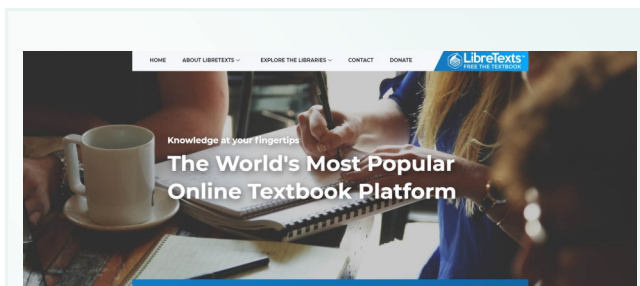 HOME ABOUT LIBRETEXTS EXPLORE THE LIBRARIES CONTACT DONATE
LibreTexts™
FREE THE TEXTBOOK
Knowledge at your fingertips
The World's Most Popular
Online Textbook Platform